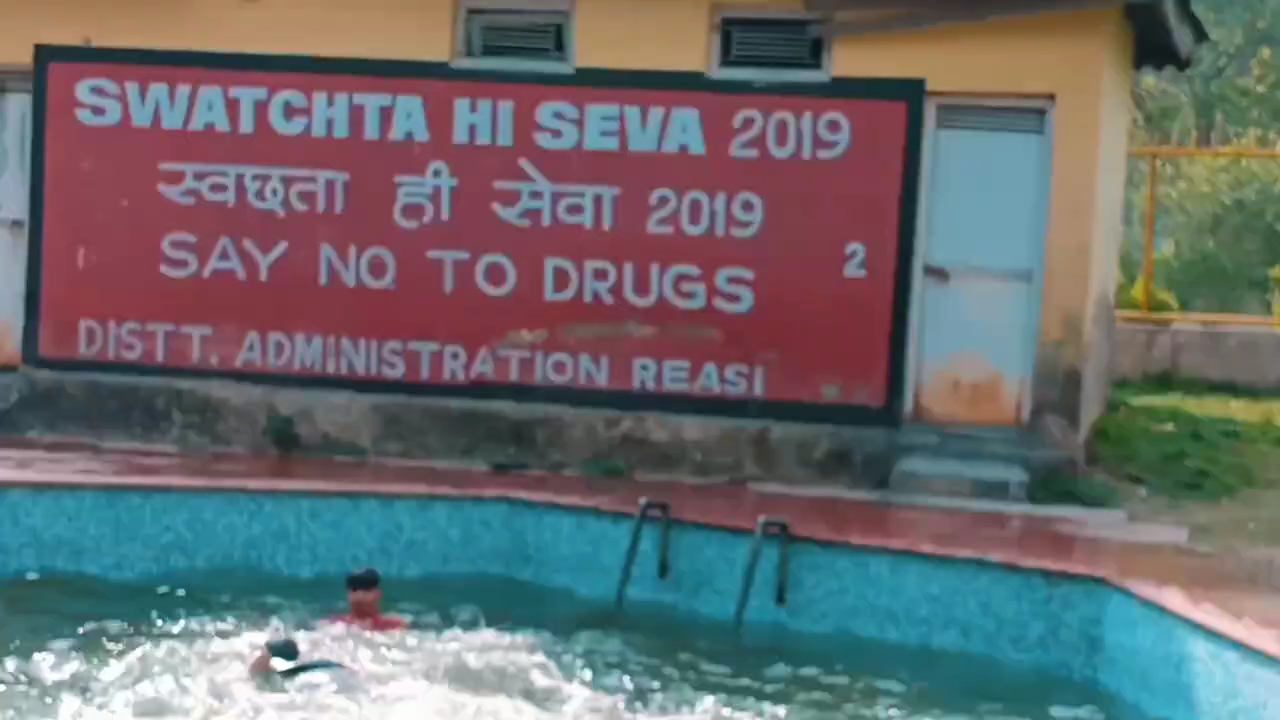 SWATCHTA HI SEVA 2019
स्वछता ही सेवा 2019
SAY NO TO DRUGS
2
DISTT. ADMINISTRATION REASI